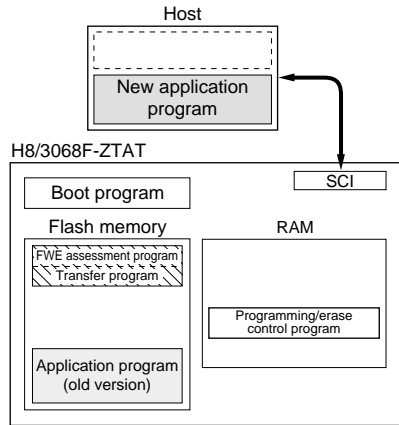 Host
New application
program
H8/3068F-ZTAT
SCI
Boot program
Flash memory
RAM
FWE assessment program
Transfer program
Programming/erase
control program
Application program
(old version)